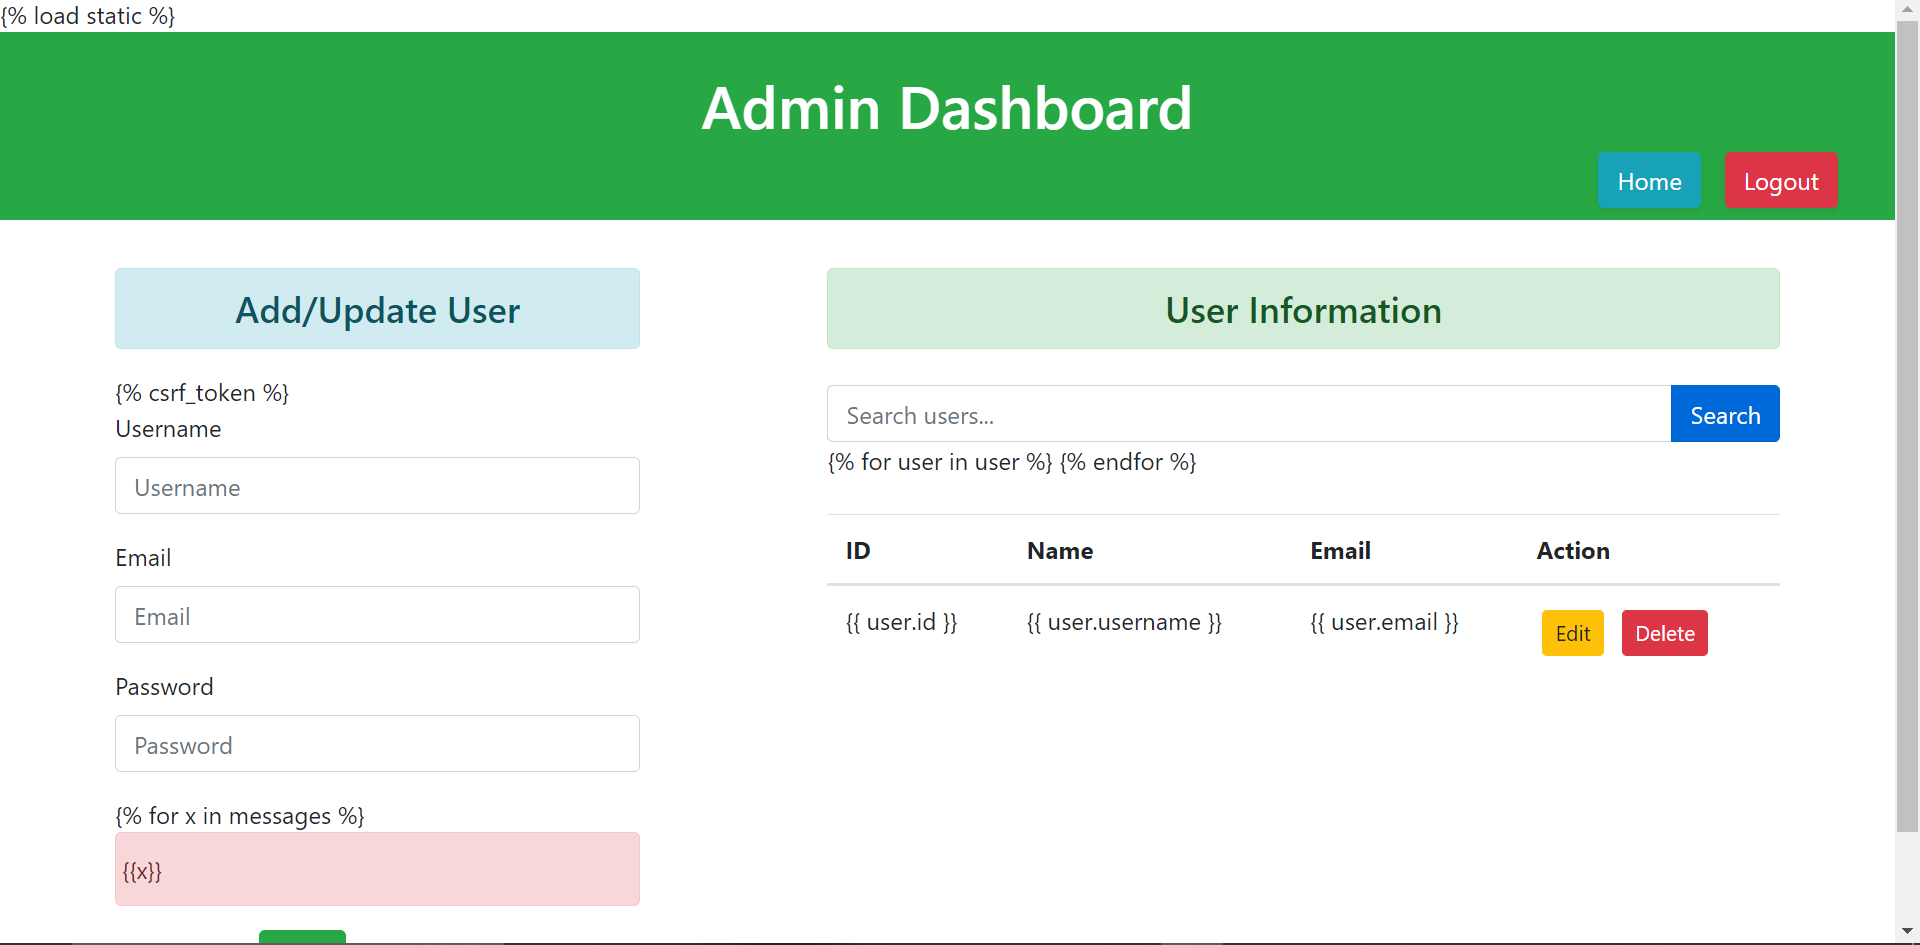 {% load static %}
Admin Dashboard
Home Logout
Add/Update User
{% csrf_token %}
Username
Username
Email
Email
Password
Password
{% for x in messages %}
{{x}}
User Information
Search users... Search
{% for user in user %} {% endfor %}
ID Name Email Action
{{ user.id }} {{ user.username }} {{ user.email }} Edit Delete